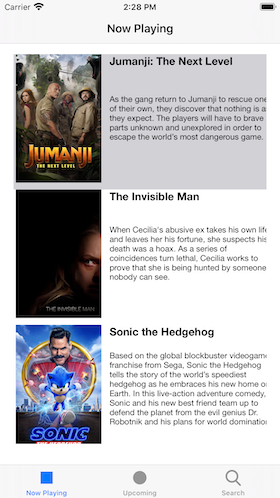 Carrier 2:28 PM
Now Playing
Jumanji: The Next Level
As the gang return to Jumanji to rescue one
of their own, they discover that nothing is a
they expect. The players will have to brave
parts unknown and unexplored in order to
escape the world's most dangerous game.
JUMANJI
THE NEXT LEVEL
The Invisible Man
When Cecilia's abusive ex takes his own life
and leaves her his fortune, she suspects his
death was a hoax. As a series of
coincidences turn lethal, Cecilia works to
prove that she is being hunted by someone
nobody can see.
THE INVISIBLE MAN
Sonic the Hedgehog
Based on the global blockbuster videogame
franchise from Sega, Sonic the Hedgehog
tells the story of the world's speediest
hedgehog as he embraces his new home o
Earth. In this live-action adventure comedy,
Sonic and his new best friend team up to
defend the planet from the evil genius Dr.
Robotnik and his plans for world domination
SONIC
Now Playing
Upcoming
Search